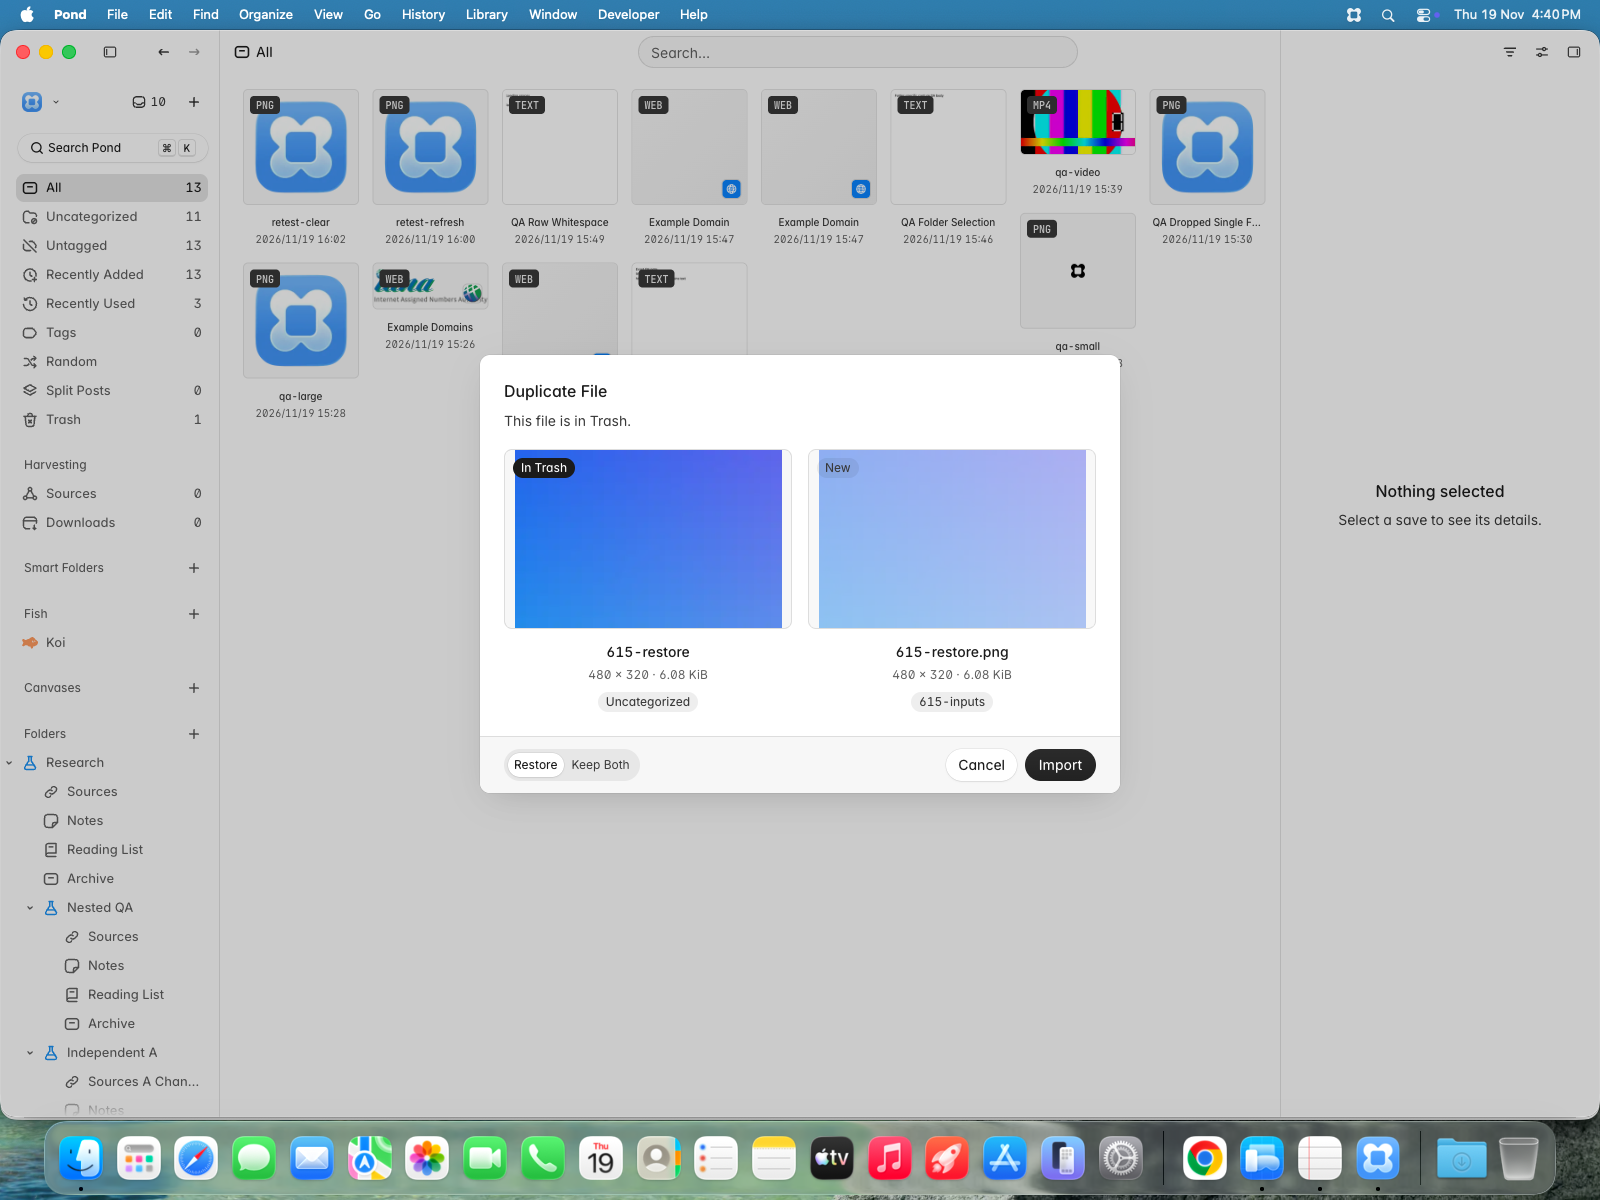 Pond File Edit Find Organize View Go History Library Window Developer Help Thu 19 Nov 4:40 PM
All
Search...
10
Search Pond ⌘ K
All 13
Uncategorized 11
Untagged 13
Recently Added 13
Recently Used 3
Tags 0
Random
Split Posts 0
Trash 1
Harvesting
Sources 0
Downloads 0
Smart Folders
Fish
Koi
Canvases
Folders
Research
Sources
Notes
Reading List
Archive
Nested QA
Sources
Notes
Reading List
Archive
Independent A
Sources A Chan...
Notes
PNG
retest-clear
2026/11/19 16:02
PNG
retest-refresh
2026/11/19 16:00
TEXT
QA Raw Whitespace
2026/11/19 15:49
WEB
Example Domain
2026/11/19 15:47
WEB
Example Domain
2026/11/19 15:47
TEXT
QA Folder Selection
2026/11/19 15:46
MP4
qa-video
2026/11/19 15:39
PNG
QA Dropped Single F...
2026/11/19 15:30
PNG
qa-small
PNG
qa-large
2026/11/19 15:28
WEB
Internet Assigned Numbers Authority
Example Domains
2026/11/19 15:26
WEB
TEXT
Duplicate File
This file is in Trash.
In Trash
615-restore
480 × 320 · 6.08 KiB
Uncategorized
New
615-restore.png
480 × 320 · 6.08 KiB
615-inputs
Restore Keep Both
Cancel Import
Nothing selected
Select a save to see its details.
Thu
19
tv